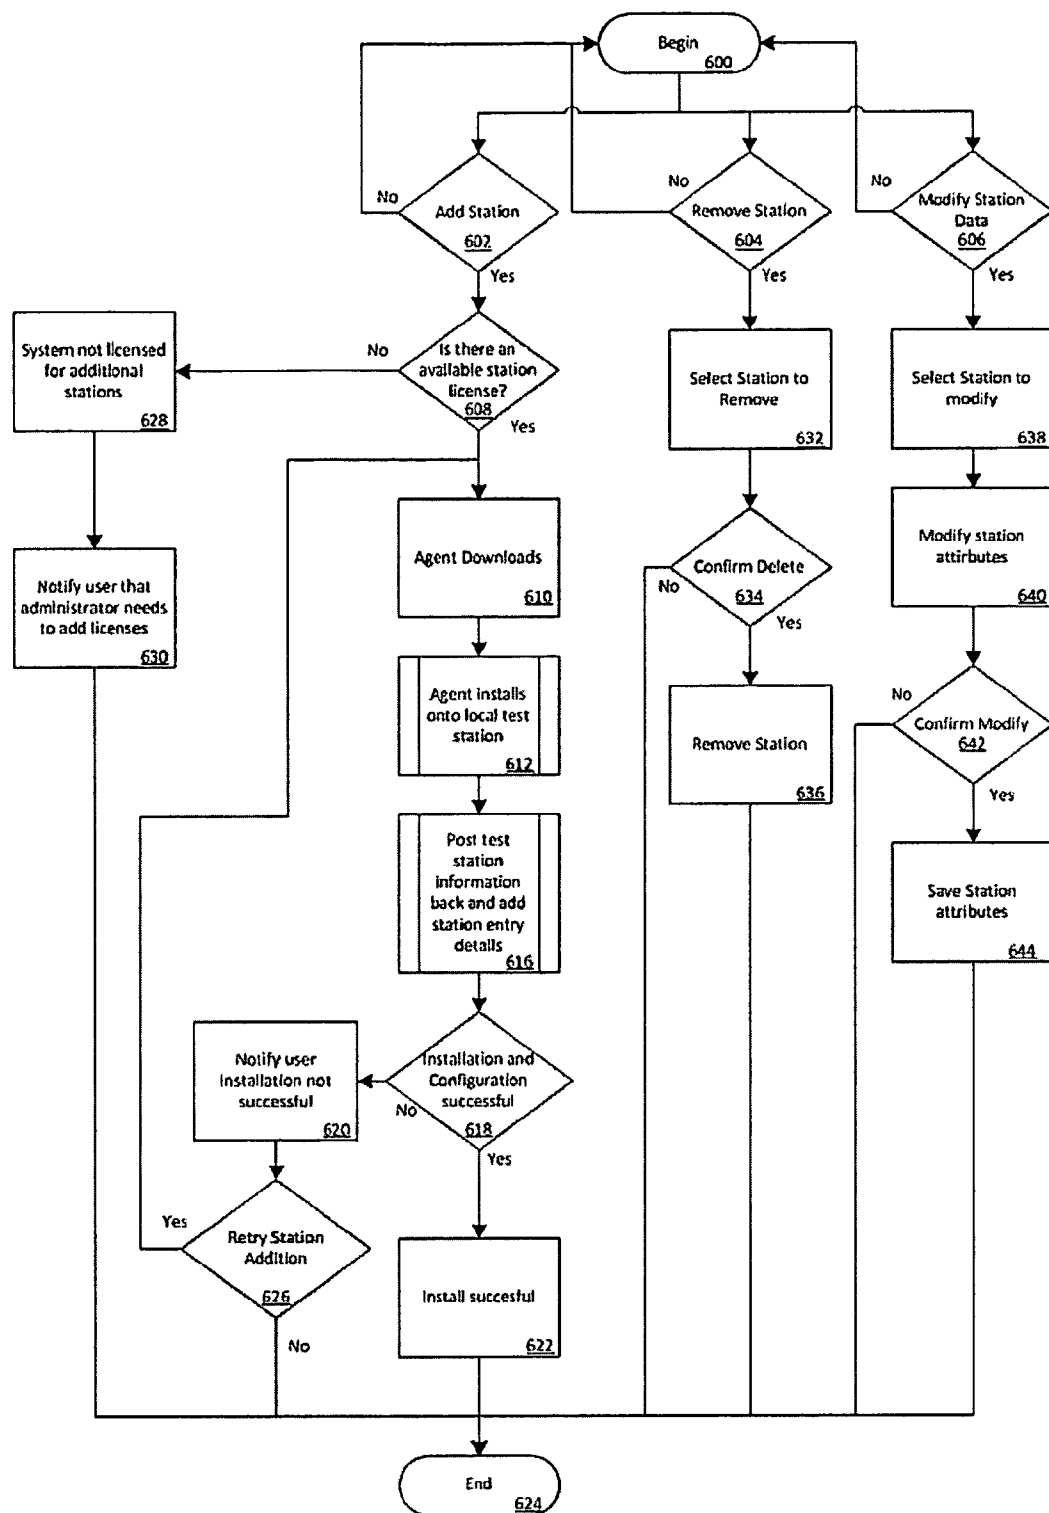 Begin
600
No
Add Station
602
Yes
No
Remove Station
604
Yes
No
Modify Station
Data
606
Yes
System not licensed
for additional
stations
628
No
Is there an
available station
license?
608
Yes
Select Station to
Remove
632
Select Station to
modify
638
Notify user that
administrator needs
to add licenses
630
Agent Downloads
610
Confirm Delete
634
No
Yes
Modify station
attirbutes
640
Agent installs
onto local test
station
612
Remove Station
636
No
Confirm Modify
642
Yes
Post test
station
information
back and add
station entry
details
616
Save Station
attributes
644
Notify user
installation not
successful
620
Installation and
Configuration
successful
618
No
Yes
Yes
Retry Station
Addition
626
No
Install succesful
622
End
624